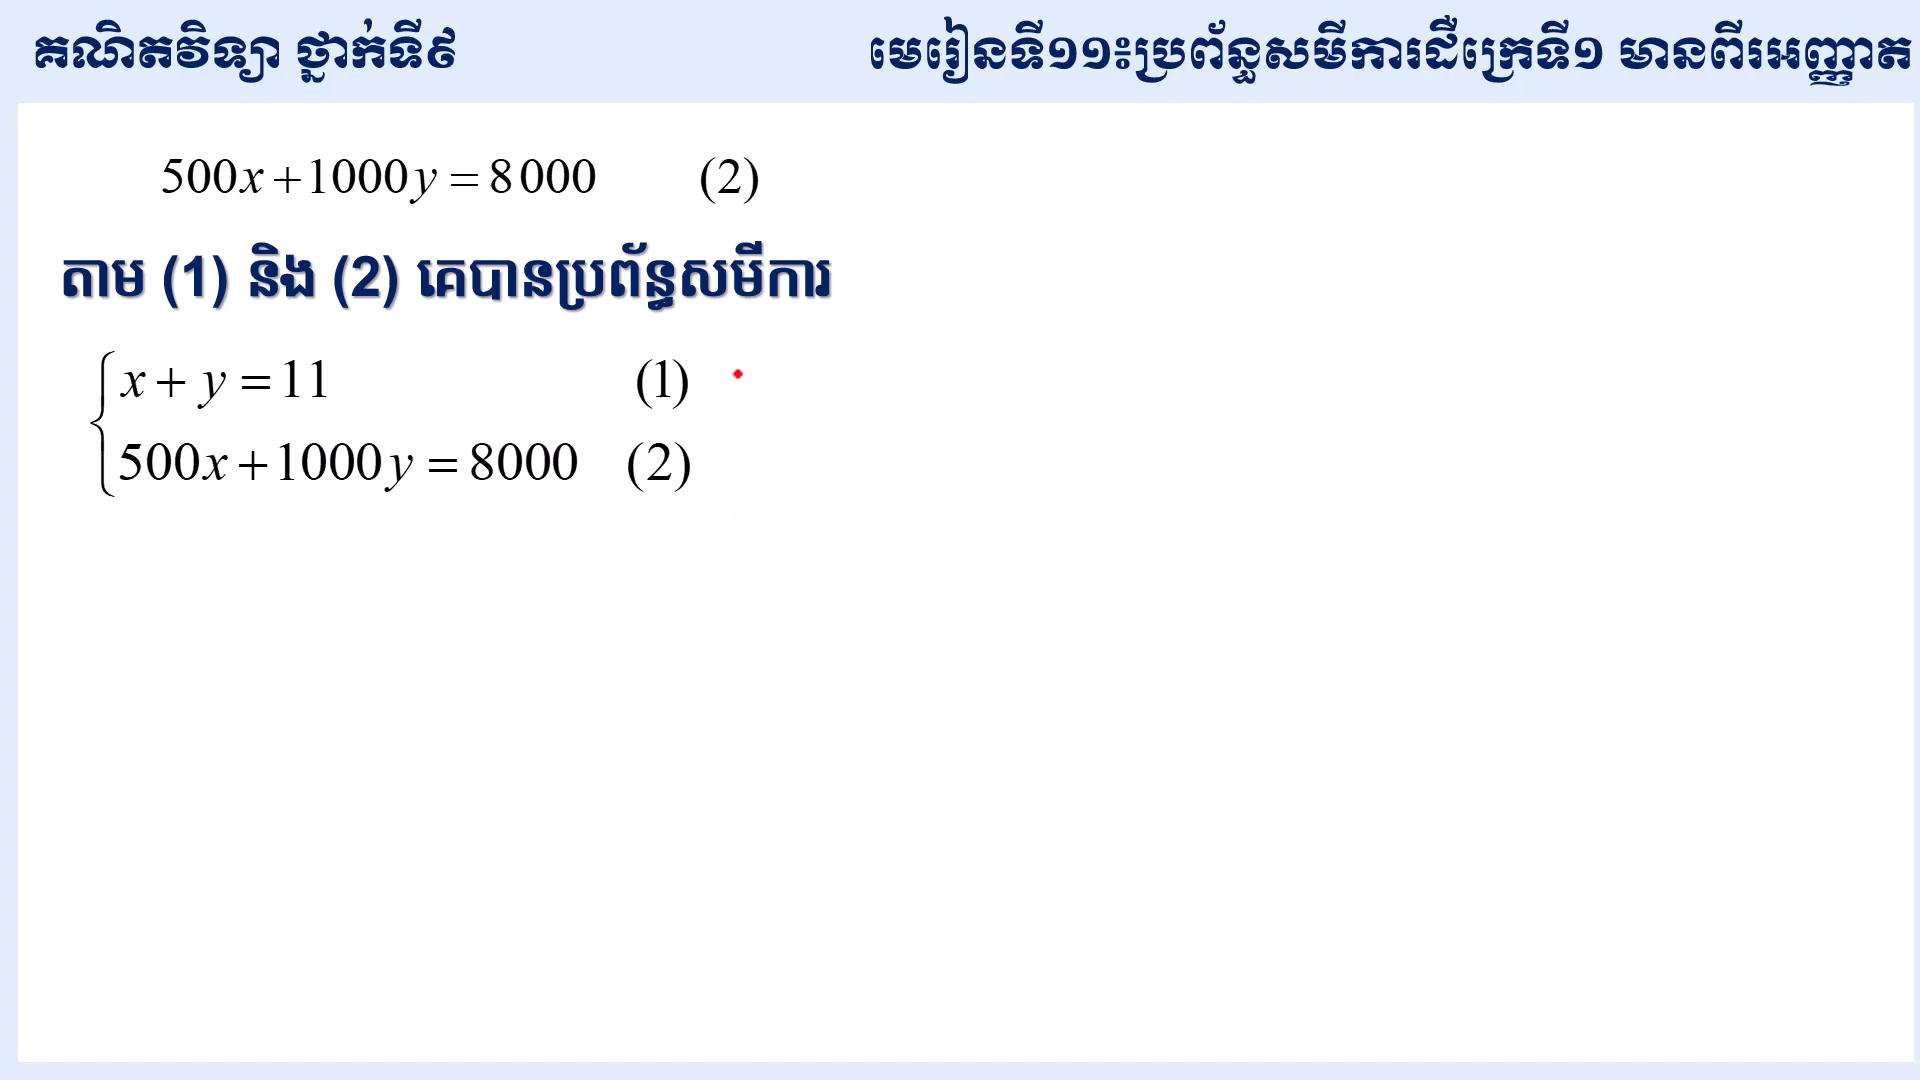 គណិតវិទ្យា ថ្នាក់ទី៩
មេរៀនទី១១៖ប្រព័ន្ធសមីការដឺក្រេទី១ មានពីរអញ្ញាត
500x+1000y=8000 (2)
តាម (1) និង (2) គេបានប្រព័ន្ធសមីការ
x+y=11 (1)
500x+1000y=8000 (2)